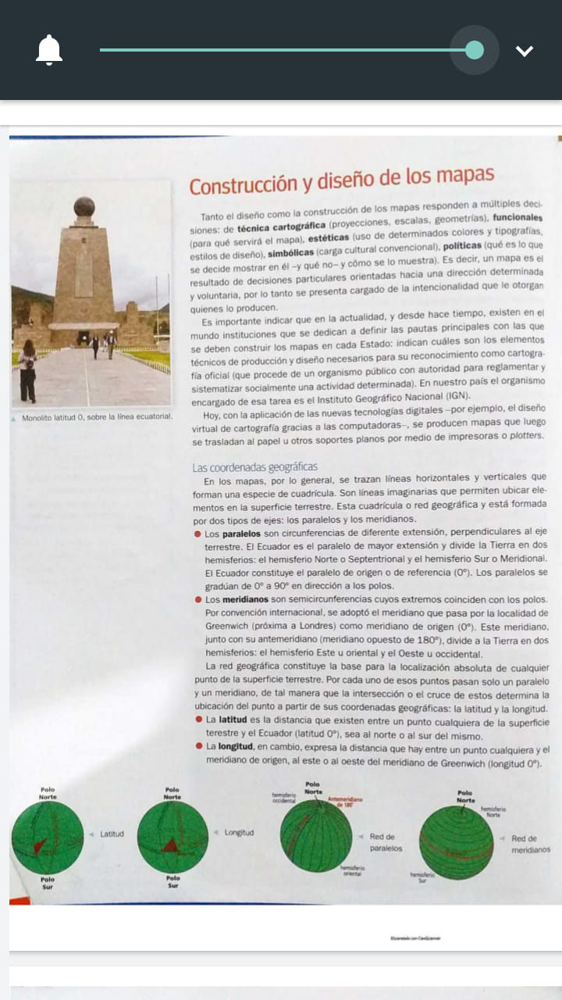 Construcción y diseño de los mapas
Tanto el diseño como la construcción de los mapas responden a múltiples deci-
siones: de técnica cartográfica (proyecciones, escalas, geometrías), funcionales
(para qué servirá el mapa), estéticas (uso de determinados colores y tipografías,
estilos de diseño), simbólicas (carga cultural convencional), políticas (qué es lo que
se decide mostrar en él –y qué no– y cómo se lo muestra). Es decir, un mapa es el
resultado de decisiones particulares orientadas hacia una dirección determinada
y voluntaria, por lo tanto se presenta cargado de la intencionalidad que le otorgan
quienes lo producen.
Es importante indicar que en la actualidad, y desde hace tiempo, existen en el
mundo instituciones que se dedican a definir las pautas principales con las que
se deben construir los mapas en cada Estado: indican cuáles son los elementos
técnicos de producción y diseño necesarios para su reconocimiento como cartogra-
fía oficial (que procede de un organismo público con autoridad para reglamentar y
sistematizar socialmente una actividad determinada). En nuestro país el organismo
encargado de esa tarea es el Instituto Geográfico Nacional (IGN).
Hoy, con la aplicación de las nuevas tecnologías digitales –por ejemplo, el diseño
virtual de cartografía gracias a las computadoras–, se producen mapas que luego
se trasladan al papel u otros soportes planos por medio de impresoras o plotters.
Monolito latitud 0, sobre la línea ecuatorial.
Las coordenadas geográficas
En los mapas, por lo general, se trazan líneas horizontales y verticales que
forman una especie de cuadrícula. Son líneas imaginarias que permiten ubicar ele-
mentos en la superficie terrestre. Esta cuadrícula o red geográfica y está formada
por dos tipos de ejes: los paralelos y los meridianos.
● Los paralelos son circunferencias de diferente extensión, perpendiculares al eje
terrestre. El Ecuador es el paralelo de mayor extensión y divide la Tierra en dos
hemisferios: el hemisferio Norte o Septentrional y el hemisferio Sur o Meridional.
El Ecuador constituye el paralelo de origen o de referencia (0º). Los paralelos se
gradúan de 0º a 90º en dirección a los polos.
● Los meridianos son semicircunferencias cuyos extremos coinciden con los polos.
Por convención internacional, se adoptó el meridiano que pasa por la localidad de
Greenwich (próxima a Londres) como meridiano de origen (0º). Este meridiano,
junto con su antemeridiano (meridiano opuesto de 180º), divide a la Tierra en dos
hemisferios: el hemisferio Este u oriental y el Oeste u occidental.
La red geográfica constituye la base para la localización absoluta de cualquier
punto de la superficie terrestre. Por cada uno de esos puntos pasan solo un paralelo
y un meridiano, de tal manera que la intersección o el cruce de estos determina la
ubicación del punto a partir de sus coordenadas geográficas: la latitud y la longitud.
● La latitud es la distancia que existen entre un punto cualquiera de la superficie
terestre y el Ecuador (latitud 0º), sea al norte o al sur del mismo.
● La longitud, en cambio, expresa la distancia que hay entre un punto cualquiera y el
meridiano de origen, al este o al oeste del meridiano de Greenwich (longitud 0º).
Polo
Norte
Latitud
Polo
Sur
Polo
Norte
Longitud
Polo
Sur
hemisferio
occidental
Polo
Norte
Antemeridiano
de 180º
Red de
paralelos
hemisferio
oriental
Polo
Norte
hemisferio
Norte
Red de
meridianos
hemisferio
Sur
Escaneado con CamScanner